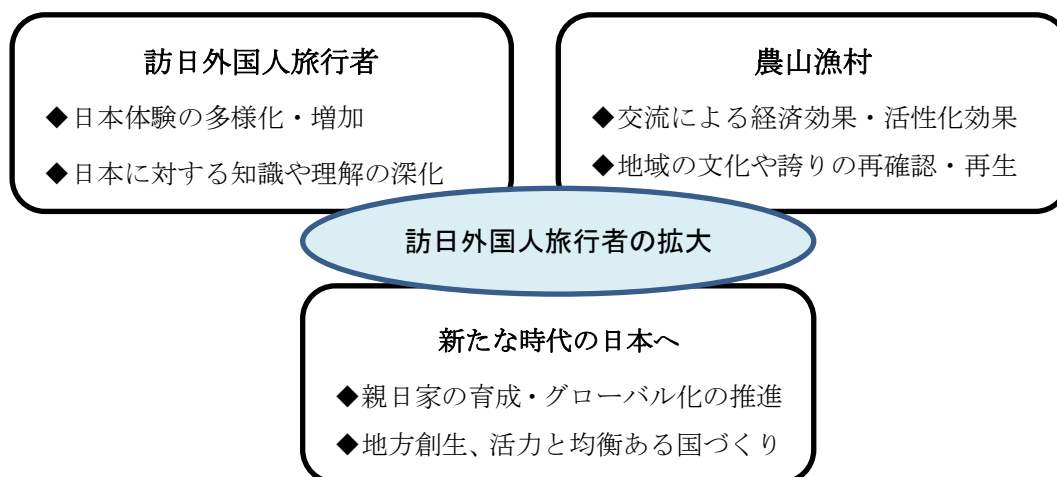 訪日外国人旅行者
◆日本体験の多様化・増加
◆日本に対する知識や理解の深化
農山漁村
◆交流による経済効果・活性化効果
◆地域の文化や誇りの再確認・再生
訪日外国人旅行者の拡大
新たな時代の日本へ
◆親日家の育成・グローバル化の推進
◆地方創生、活力と均衡ある国づくり